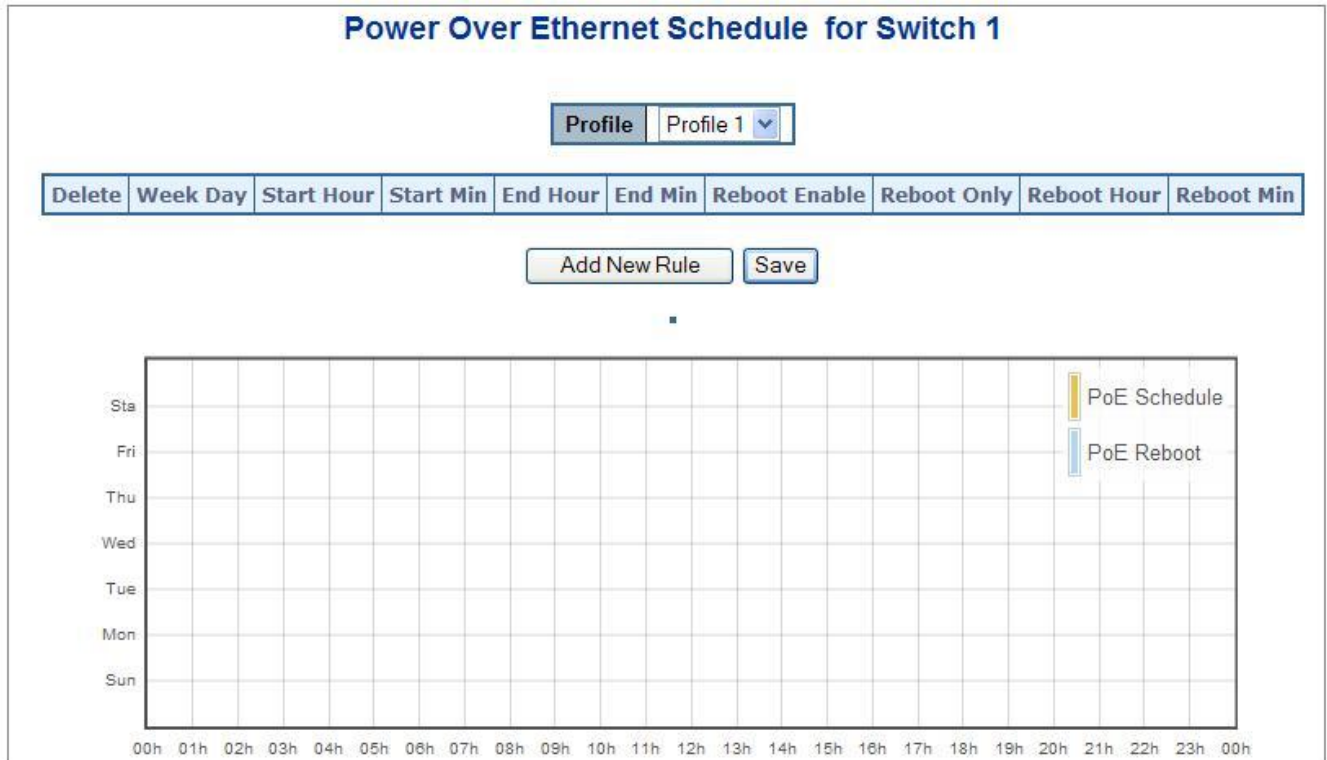 Power Over Ethernet Schedule for Switch 1
Profile Profile 1
Delete Week Day Start Hour Start Min End Hour End Min Reboot Enable Reboot Only Reboot Hour Reboot Min
Add New Rule Save
PoE Schedule
PoE Reboot
Sta
Fri
Thu
Wed
Tue
Mon
Sun
00h 01h 02h 03h 04h 05h 06h 07h 08h 09h 10h 11h 12h 13h 14h 15h 16h 17h 18h 19h 20h 21h 22h 23h 00h